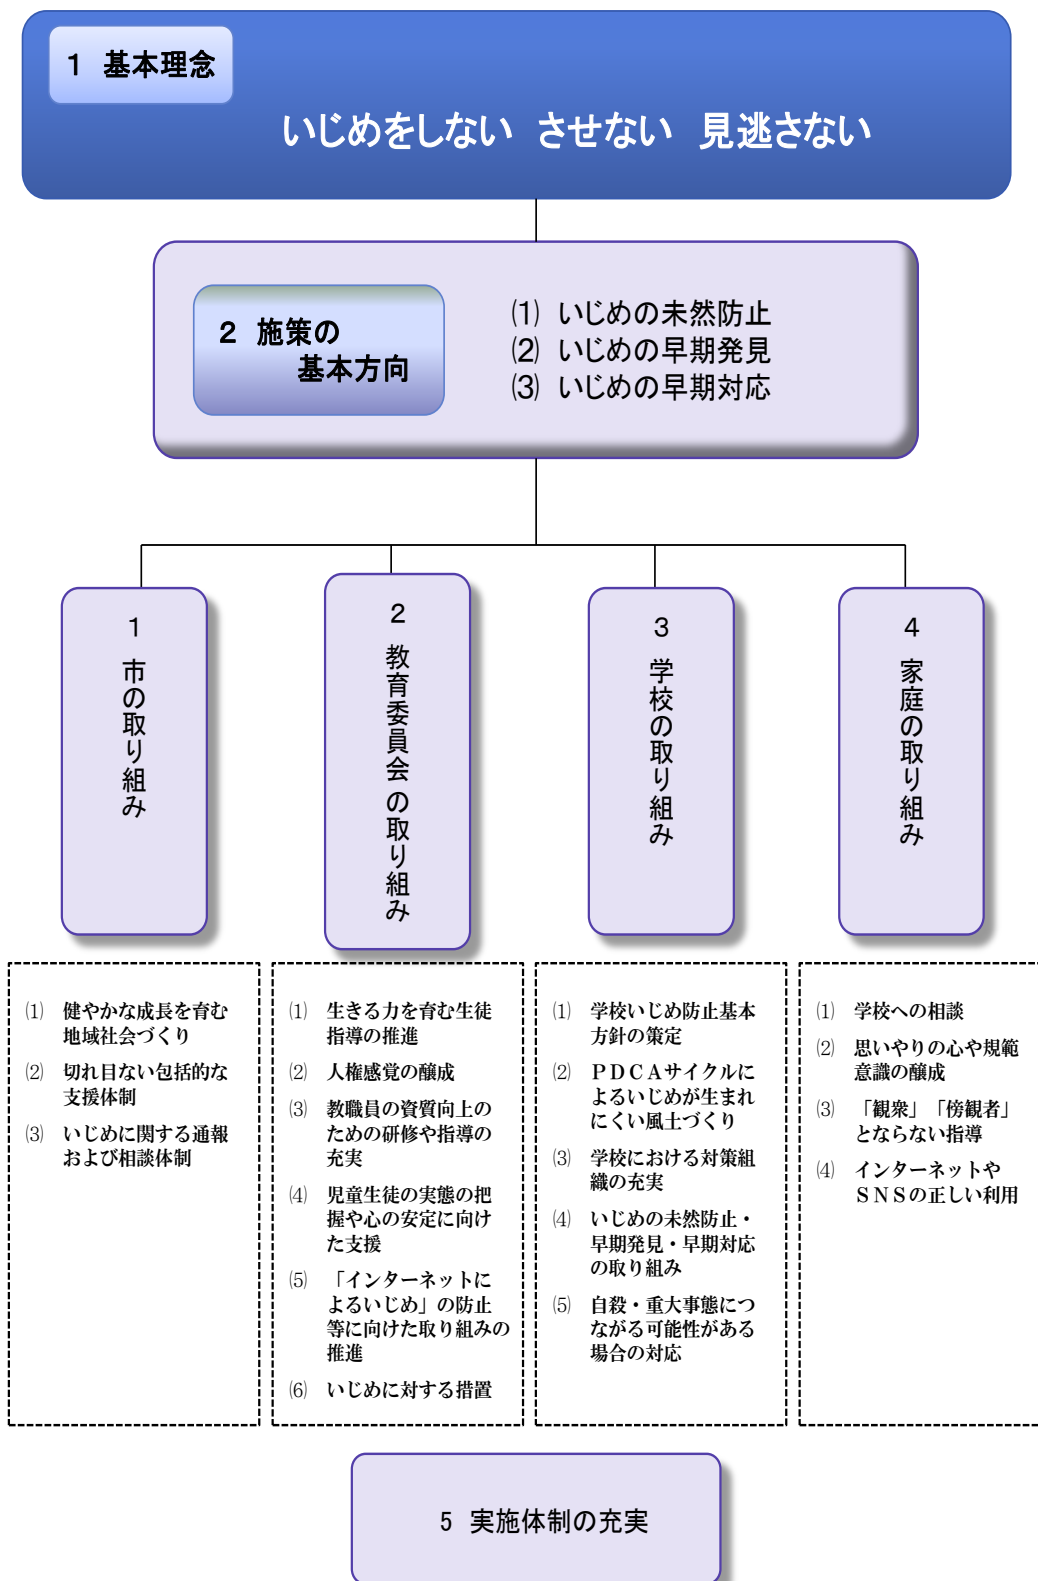 1 基本理念
いじめをしない させない 見逃さない
2 施策の
基本方向
(1) いじめの未然防止
(2) いじめの早期発見
(3) いじめの早期対応
1 市の取り組み
2 教育委員会の取り組み
3 学校の取り組み
4 家庭の取り組み
(1) 健やかな成長を育む
地域社会づくり
(2) 切れ目ない包括的な
支援体制
(3) いじめに関する通報
および相談体制
(1) 生きる力を育む生徒
指導の推進
(2) 人権感覚の醸成
(3) 教職員の資質向上の
ための研修や指導の
充実
(4) 児童生徒の実態の把
握や心の安定に向け
た支援
(5) 「インターネットに
よるいじめ」の防止
等に向けた取り組みの
推進
(6) いじめに対する措置
(1) 学校いじめ防止基本
方針の策定
(2) PDCAサイクルに
よるいじめが生まれ
にくい風土づくり
(3) 学校における対策組
織の充実
(4) いじめの未然防止・
早期発見・早期対応
の取り組み
(5) 自殺・重大事態につ
ながる可能性がある
場合の対応
(1) 学校への相談
(2) 思いやりの心や規範
意識の醸成
(3) 「観衆」「傍観者」
とならない指導
(4) インターネットや
SNSの正しい利用
5 実施体制の充実